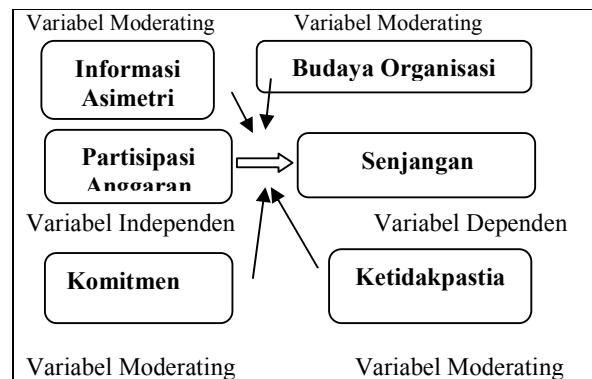 Variabel Moderating
Variabel Moderating
Informasi
Asimetri
Budaya Organisasi
Partisipasi
Anggaran
Senjangan
Variabel Independen
Variabel Dependen
Komitmen
Ketidakpastia
Variabel Moderating
Variabel Moderating